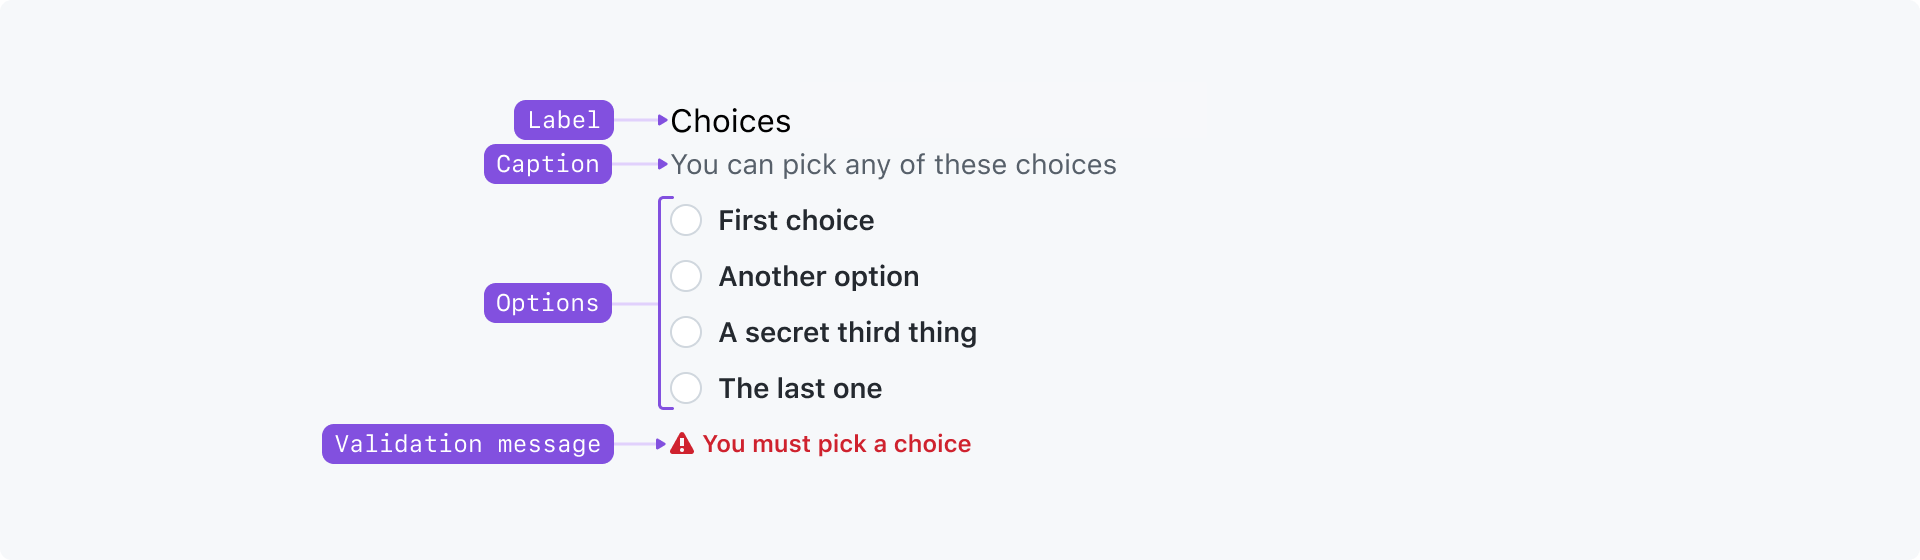 Label Choices
Caption You can pick any of these choices
First choice
Another option
Options
A secret third thing
The last one
Validation message You must pick a choice